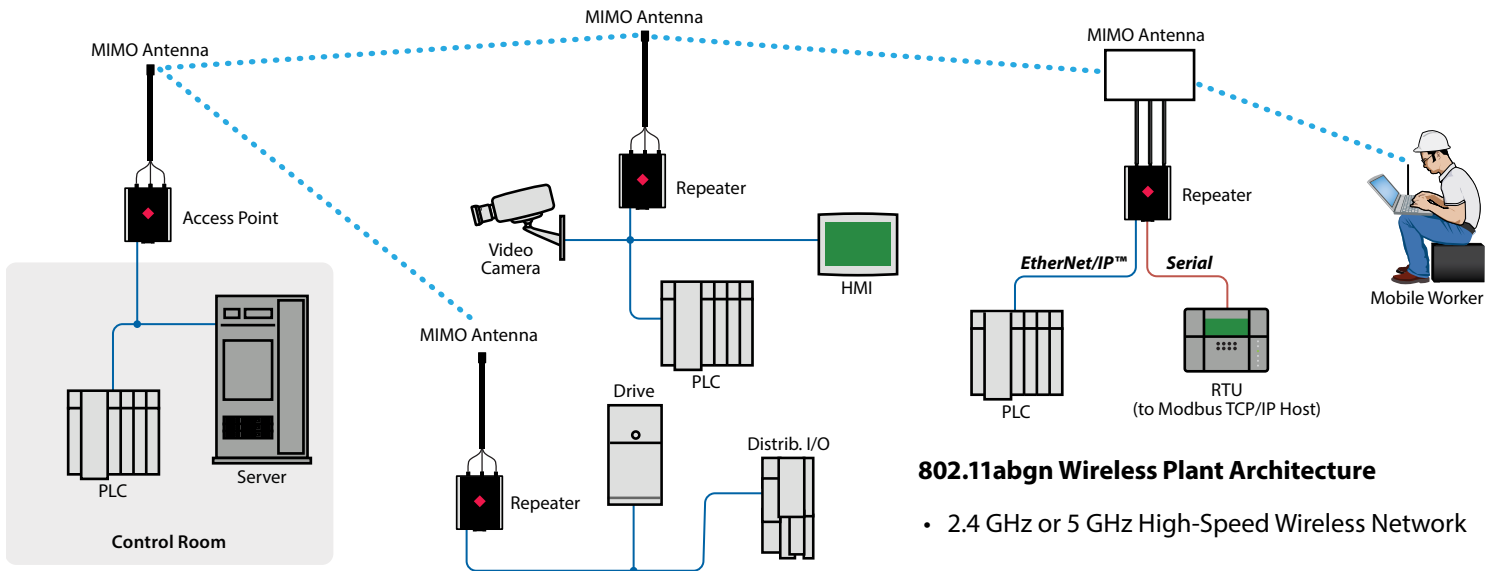 MIMO Antenna
MIMO Antenna
MIMO Antenna
Access Point
Repeater
Repeater
Video
Camera
HMI
EtherNet/IP™
Serial
Mobile Worker
MIMO Antenna
PLC
Drive
PLC
RTU
(to Modbus TCP/IP Host)
Distrib. I/O
Server
PLC
Repeater
Control Room
802.11abgn Wireless Plant Architecture
• 2.4 GHz or 5 GHz High-Speed Wireless Network